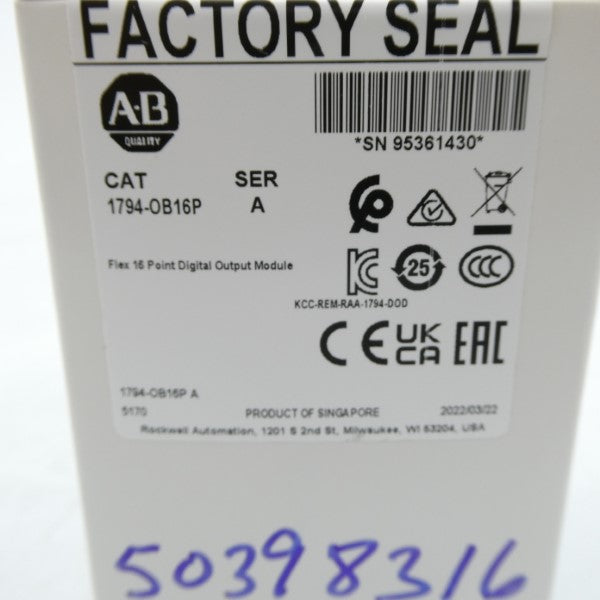 FACTORY SEAL
A·B
QUALITY
*SN 95361430*
CAT SER
1794-OB16P A
Flex 16 Point Digital Output Module
25
CCC
KCC-REM-RAA-1794-DOD
CE UK CA EAC
1794-OB16P A
5170 PRODUCT OF SINGAPORE 2022/03/22
Rockwell Automation, 1201 S 2nd St, Milwaukee, WI 53204, USA
50398316